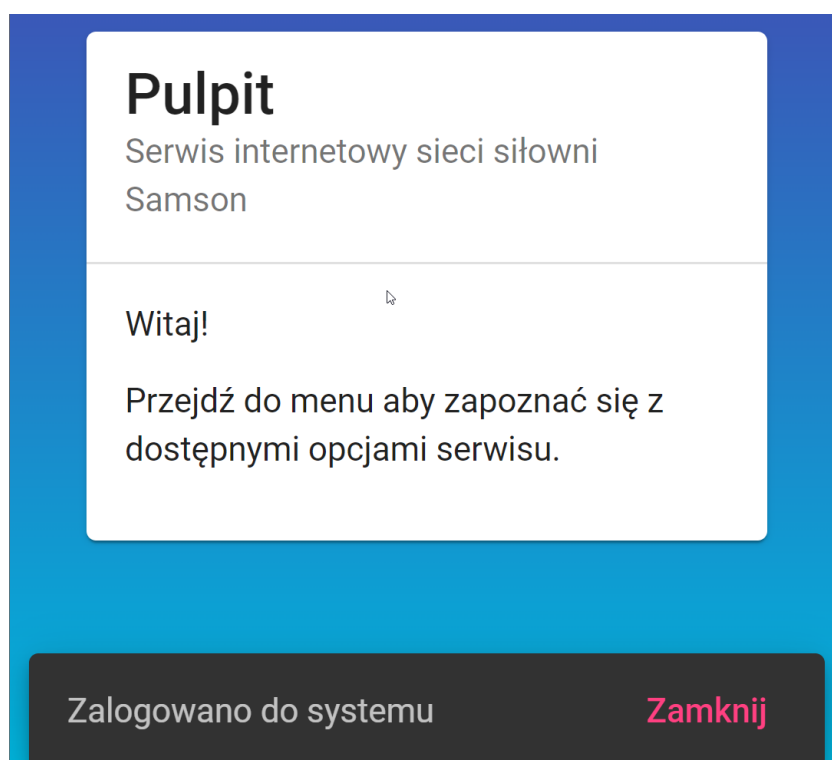 Pulpit
Serwis internetowy sieci siłowni
Samson
Witaj!
Przejdź do menu aby zapoznać się z
dostępnymi opcjami serwisu.
Zalogowano do systemu Zamknij